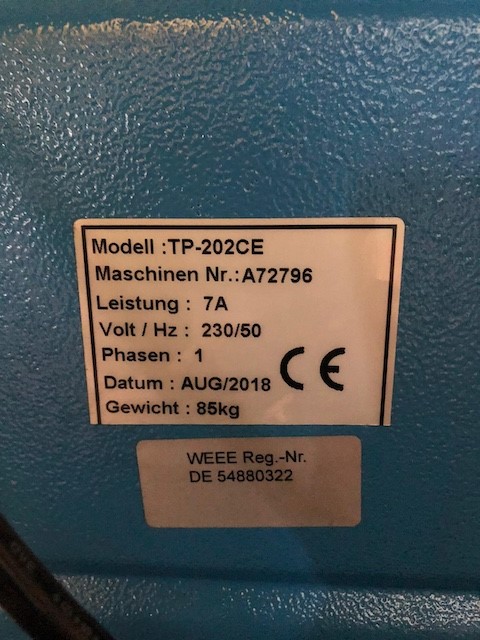 Modell :TP-202CE
Maschinen Nr.:A72796
Leistung : 7A
Volt / Hz : 230/50
Phasen : 1
Datum : AUG/2018
CE
Gewicht : 85kg
WEEE Reg.-Nr.
DE 54880322